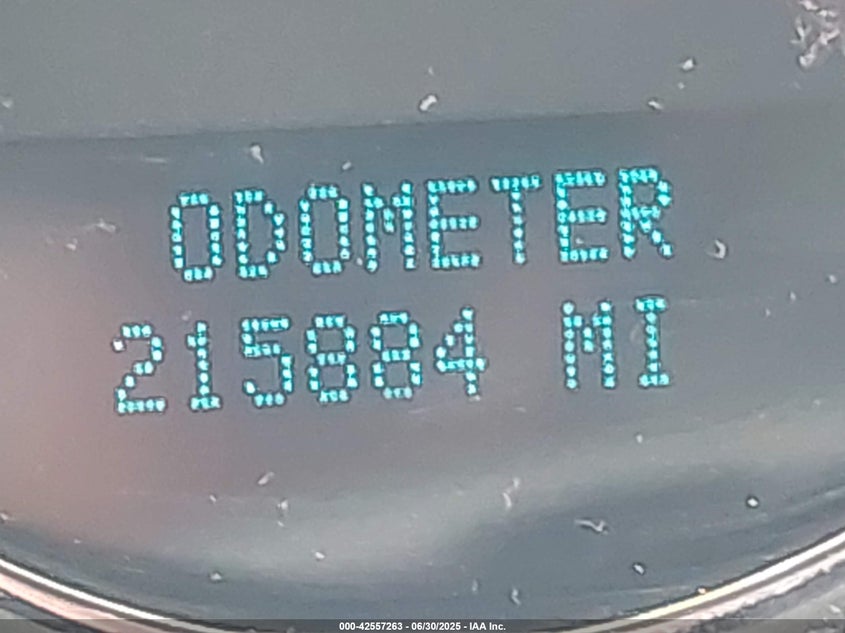 ODOMETER
215884 MI
000-42557263 - 06/30/2025 - IAA Inc.